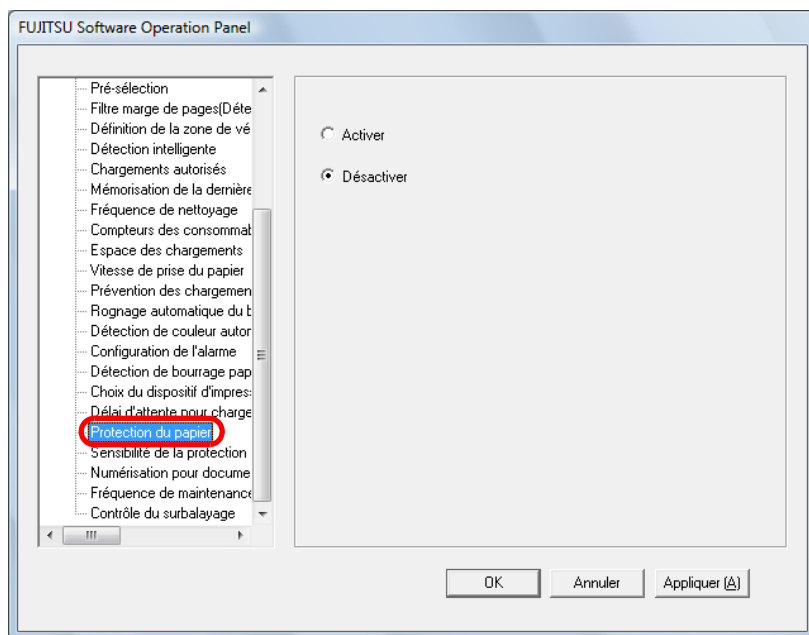 FUJITSU Software Operation Panel
Pré-sélection
Filtre marge de pages(Déte
Définition de la zone de vé
Détection intelligente
Chargements autorisés
Mémorisation de la dernière
Fréquence de nettoyage
Compteurs des consommat
Espace des chargements
Vitesse de prise du papier
Prévention des chargemen
Rognage automatique du b
Détection de couleur autor
Configuration de l'alarme
Détection de bourrage pap
Choix du dispositif d'impres
Délai d'attente pour charge
Protection du papier
Sensibilité de la protection
Numérisation pour docume
Fréquence de maintenance
Contrôle du surbalayage
Activer
Désactiver
OK
Annuler
Appliquer (A)